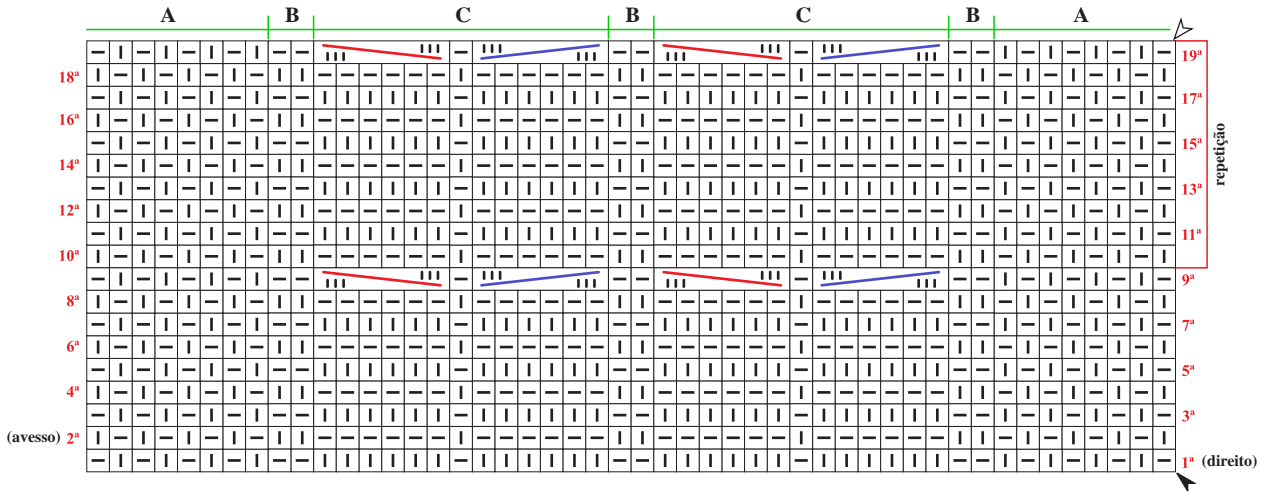 A B C B C B A
19ª
18ª
17ª
16ª
15ª
14ª
13ª
12ª
11ª
10ª
9ª
8ª
7ª
6ª
5ª
4ª
3ª
(avesso) 2ª
1ª (direito)
repetição